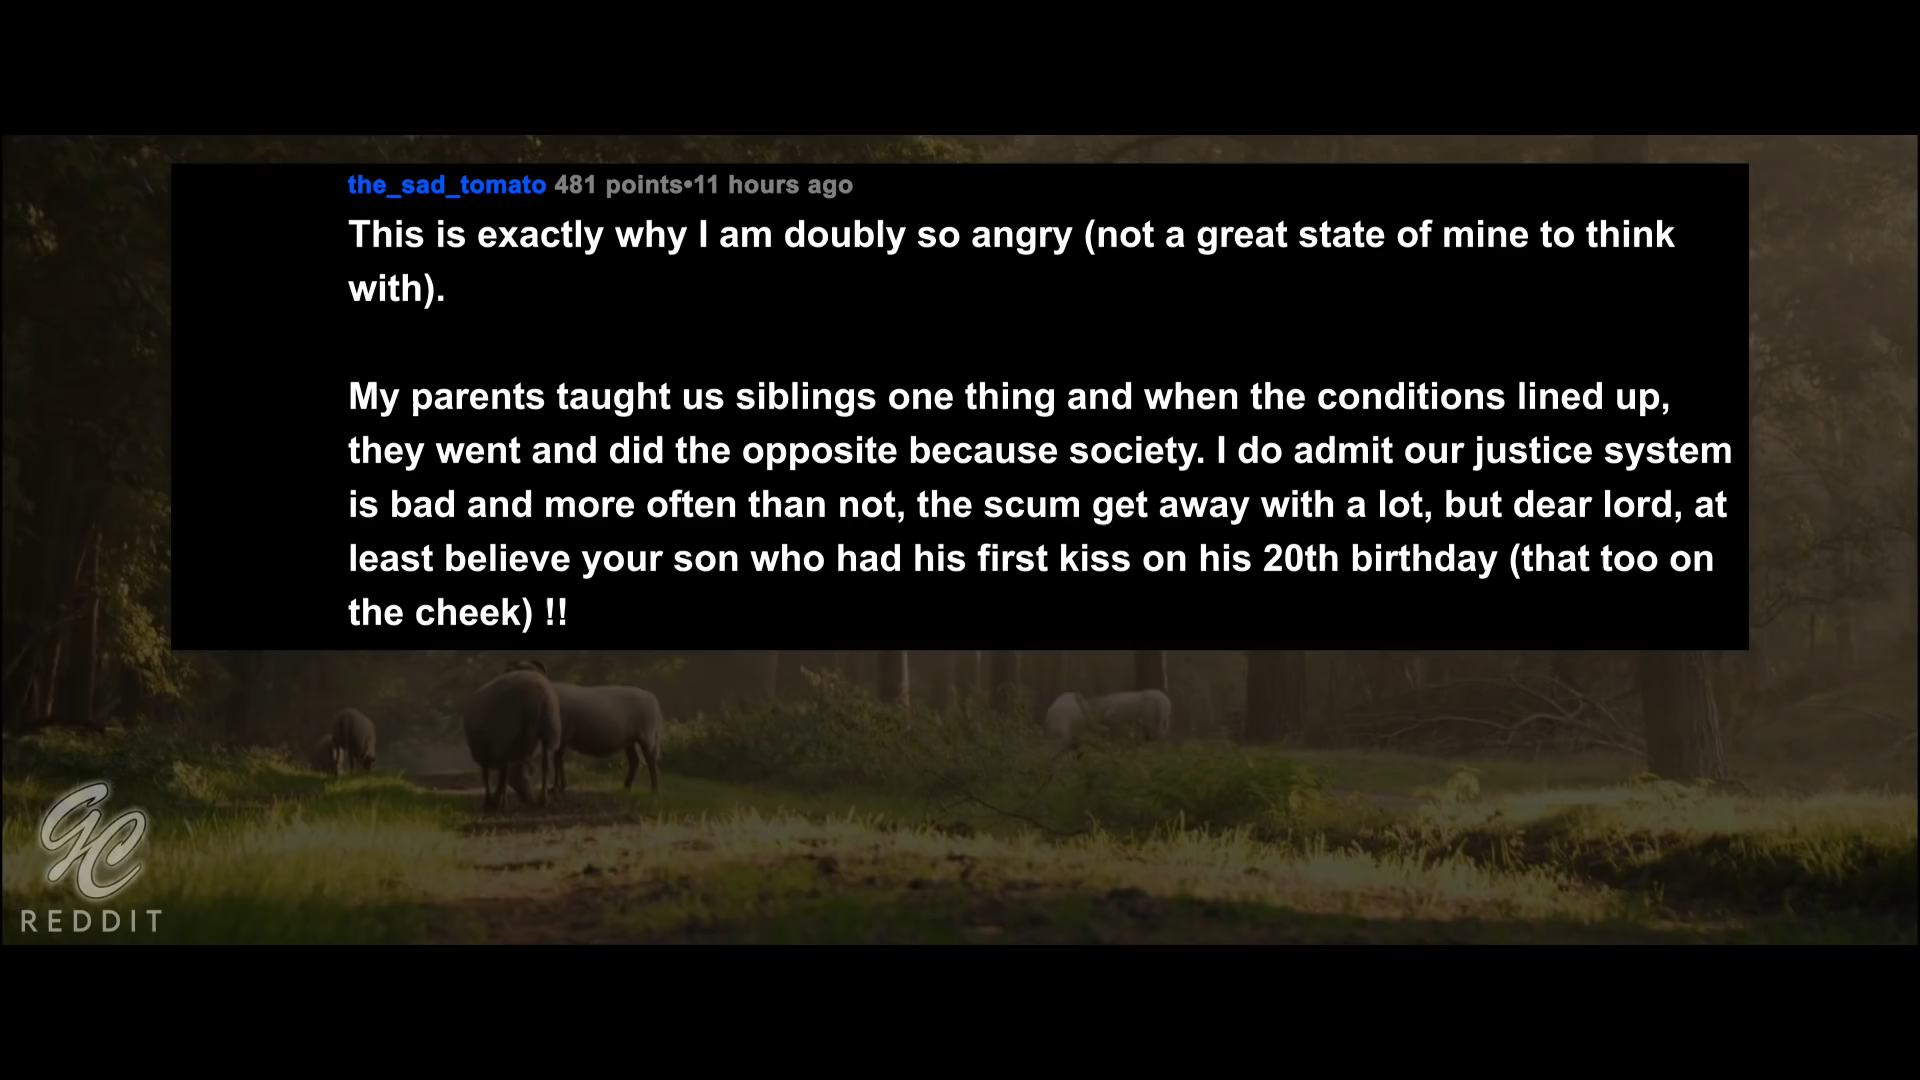 the_sad_tomato 481 points•11 hours ago
This is exactly why I am doubly so angry (not a great state of mine to think
with).
My parents taught us siblings one thing and when the conditions lined up,
they went and did the opposite because society. I do admit our justice system
is bad and more often than not, the scum get away with a lot, but dear lord, at
least believe your son who had his first kiss on his 20th birthday (that too on
the cheek) !!
GC
REDDIT